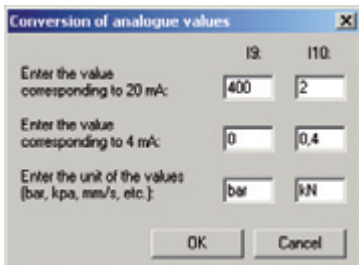 Conversion of analogue values
I9: I10:
Enter the value
corresponding to 20 mA: 400 2
Enter the value
corresponding to 4 mA: 0 0,4
Enter the unit of the values
(bar, kpa, mm/s, etc.): bar kN
OK Cancel